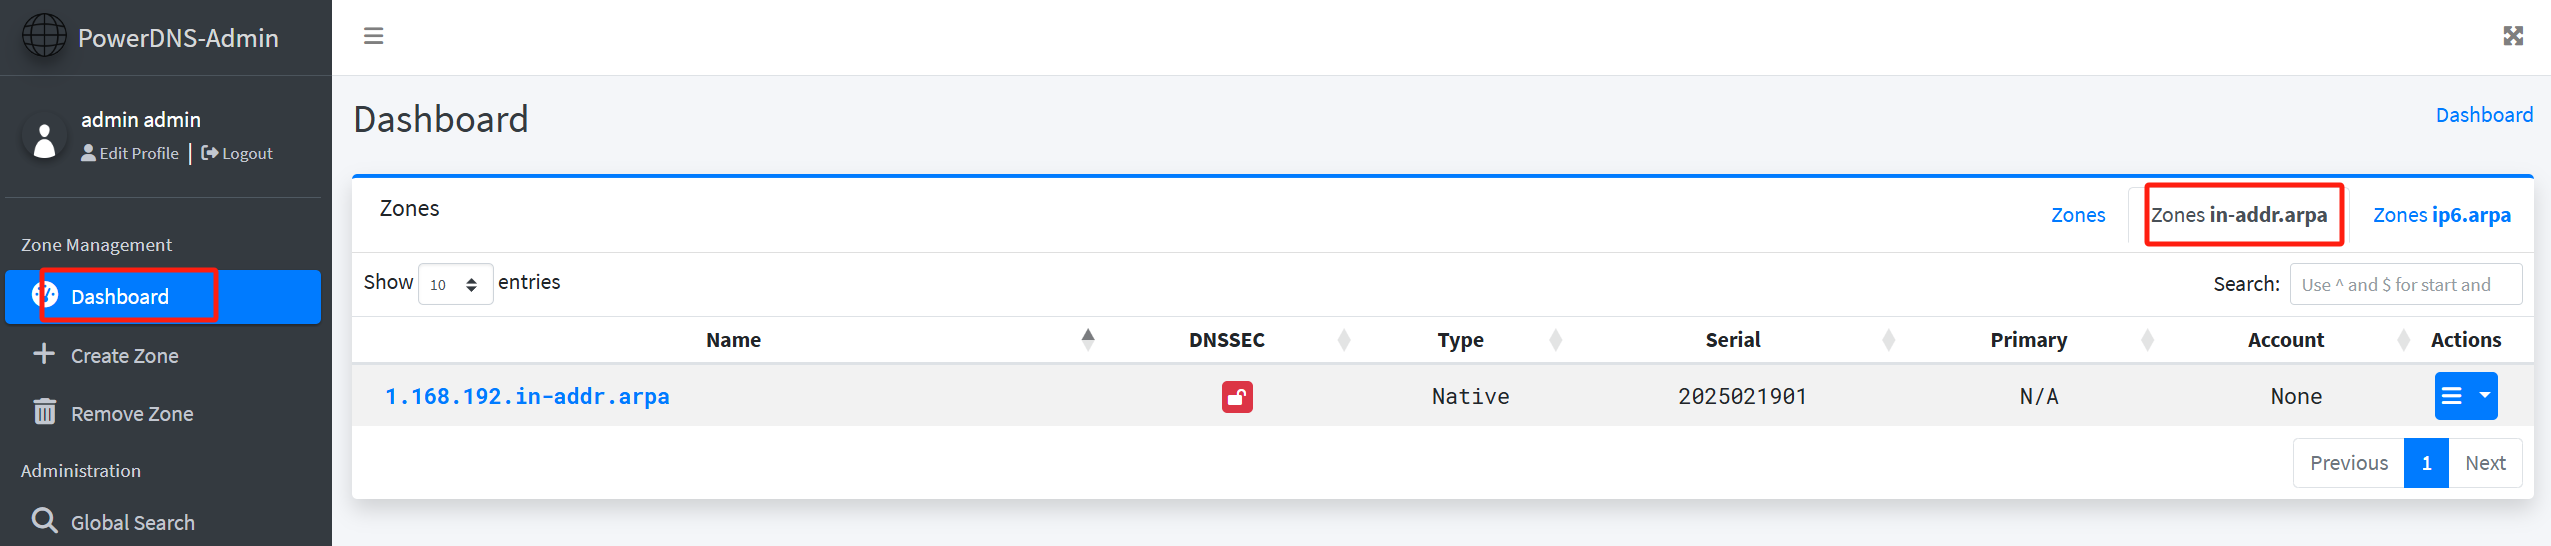 PowerDNS-Admin
admin admin
Edit Profile | Logout
Zone Management
Dashboard
Create Zone
Remove Zone
Administration
Global Search
Dashboard
Dashboard
Zones
Zones
Zones in-addr.arpa
Zones ip6.arpa
Show 10 entries
Search: Use ^ and $ for start and
Name DNSSEC Type Serial Primary Account Actions
1.168.192.in-addr.arpa Native 2025021901 N/A None
Previous 1 Next